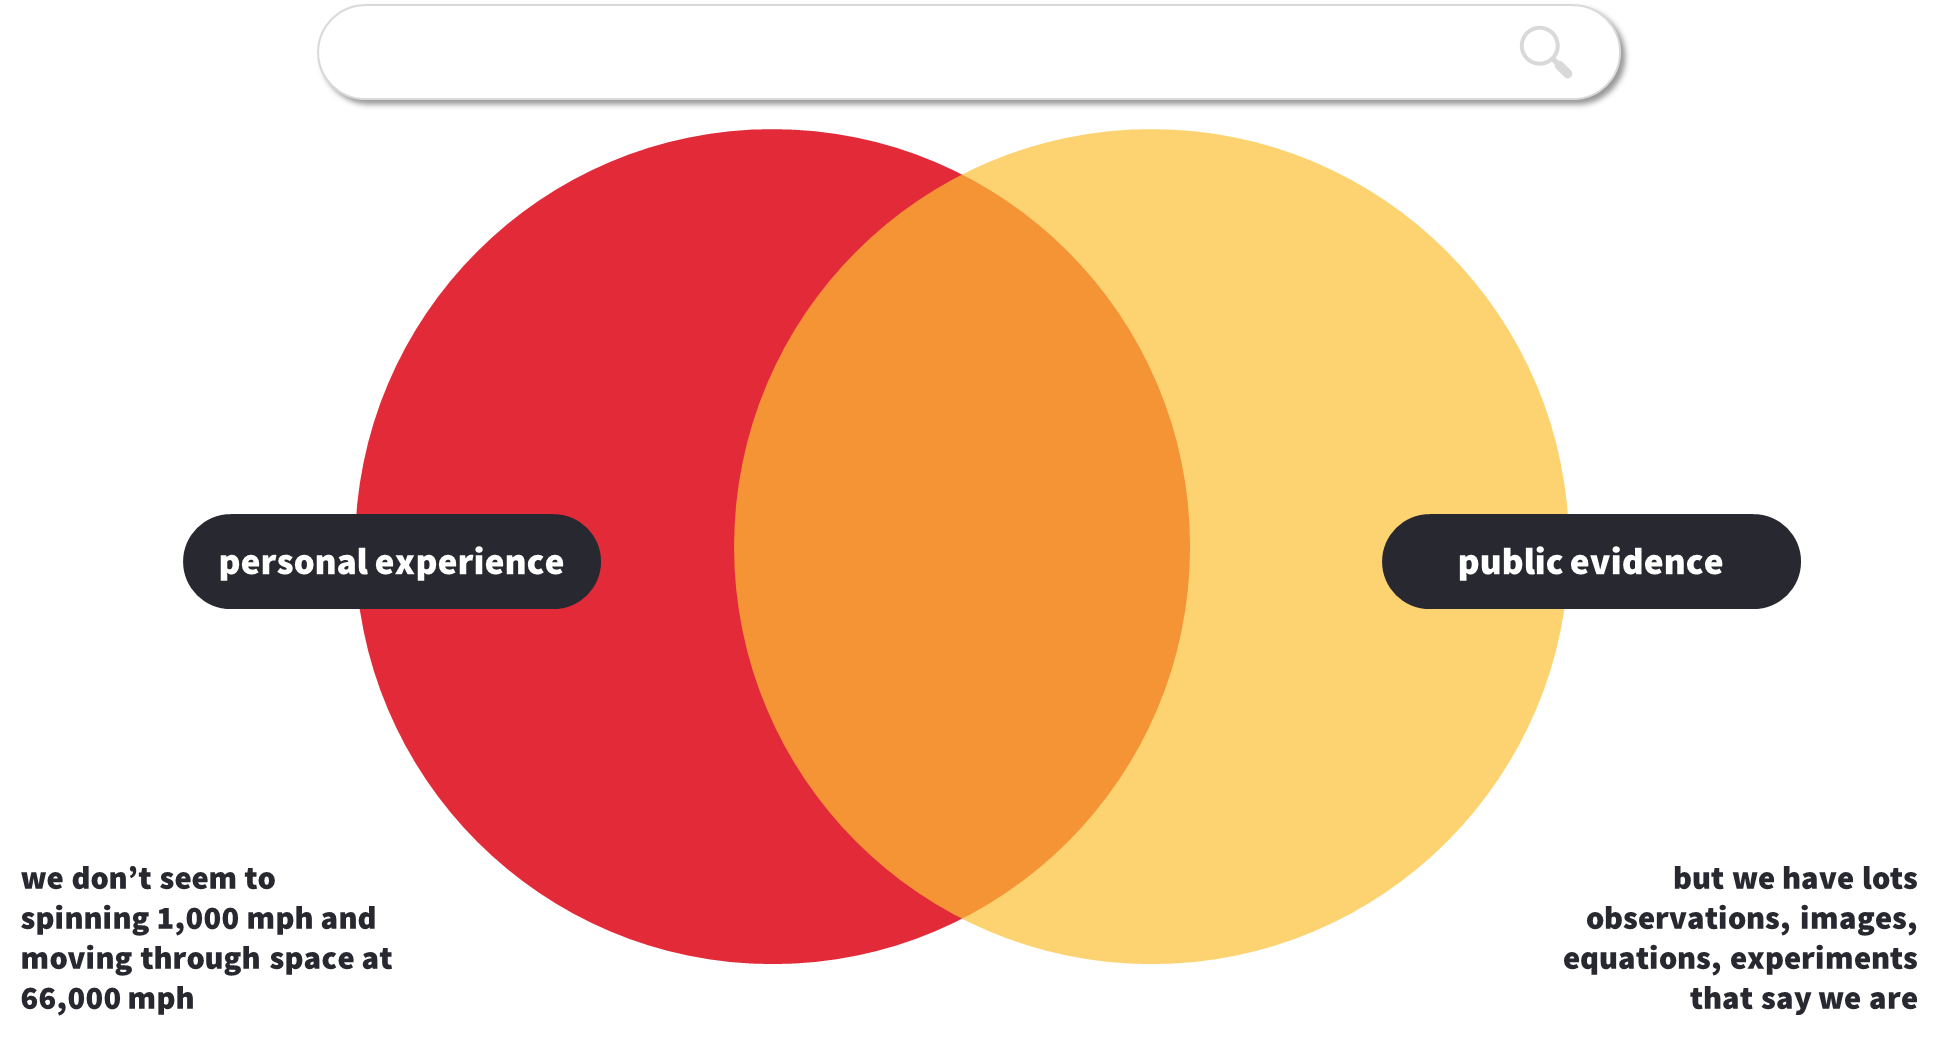 personal experience
public evidence
we don’t seem to
spinning 1,000 mph and
moving through space at
66,000 mph
but we have lots
observations, images,
equations, experiments
that say we are